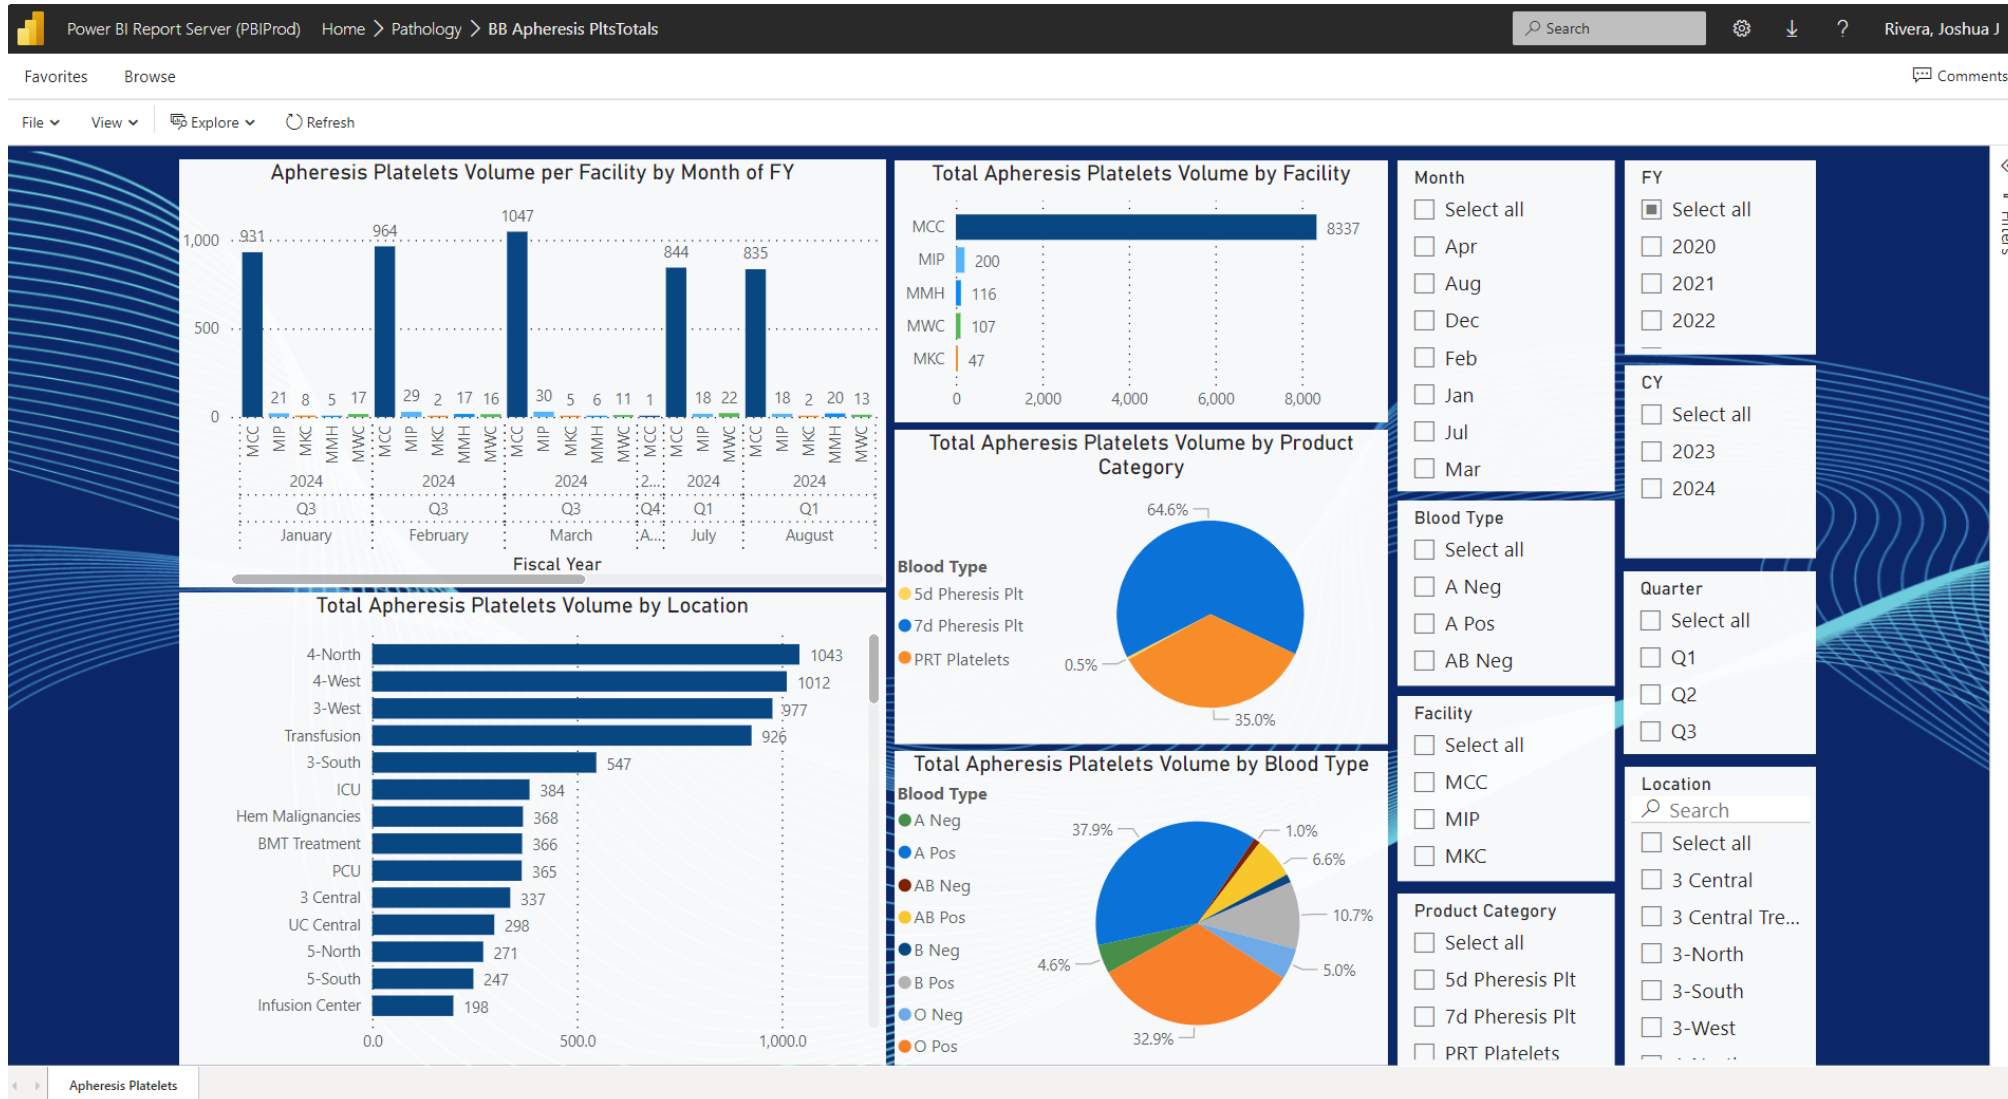 Power BI Report Server (PBIProd) Home > Pathology > BB Apheresis PltsTotals
Search
? Rivera, Joshua J
Favorites Browse
Comments
File View Explore Refresh
Filters
Apheresis Platelets Volume per Facility by Month of FY
1,000
500
0
931 21 8 5 17 964 29 2 17 16 1047 30 5 6 11 1 844 18 22 835 18 2 20 13
MCC MIP MKC MMH MWC MCC MIP MKC MMH MWC MCC MIP MKC MMH MWC MCC MCC MIP MWC MCC MIP MKC MMH MWC
2024 2024 2024 2... 2024 2024
Q3 Q3 Q3 Q4 Q1 Q1
January February March A... July August
Fiscal Year
Total Apheresis Platelets Volume by Location
4-North 1043
4-West 1012
3-West 977
Transfusion 926
3-South 547
ICU 384
Hem Malignancies 368
BMT Treatment 366
PCU 365
3 Central 337
UC Central 298
5-North 271
5-South 247
Infusion Center 198
0.0 500.0 1,000.0
Total Apheresis Platelets Volume by Facility
MCC 8337
MIP 200
MMH 116
MWC 107
MKC 47
0 2,000 4,000 6,000 8,000
Total Apheresis Platelets Volume by Product
Category
64.6%
Blood Type
5d Pheresis Plt
7d Pheresis Plt
PRT Platelets
0.5%
35.0%
Total Apheresis Platelets Volume by Blood Type
Blood Type
A Neg
A Pos
AB Neg
AB Pos
B Neg
B Pos
O Neg
O Pos
37.9%
1.0%
6.6%
10.7%
5.0%
4.6%
32.9%
Month
Select all
Apr
Aug
Dec
Feb
Jan
Jul
Mar
Blood Type
Select all
A Neg
A Pos
AB Neg
Facility
Select all
MCC
MIP
MKC
Product Category
Select all
5d Pheresis Plt
7d Pheresis Plt
PRT Platelets
FY
Select all
2020
2021
2022
CY
Select all
2023
2024
Quarter
Select all
Q1
Q2
Q3
Location
Search
Select all
3 Central
3 Central Tre...
3-North
3-South
3-West
Apheresis Platelets